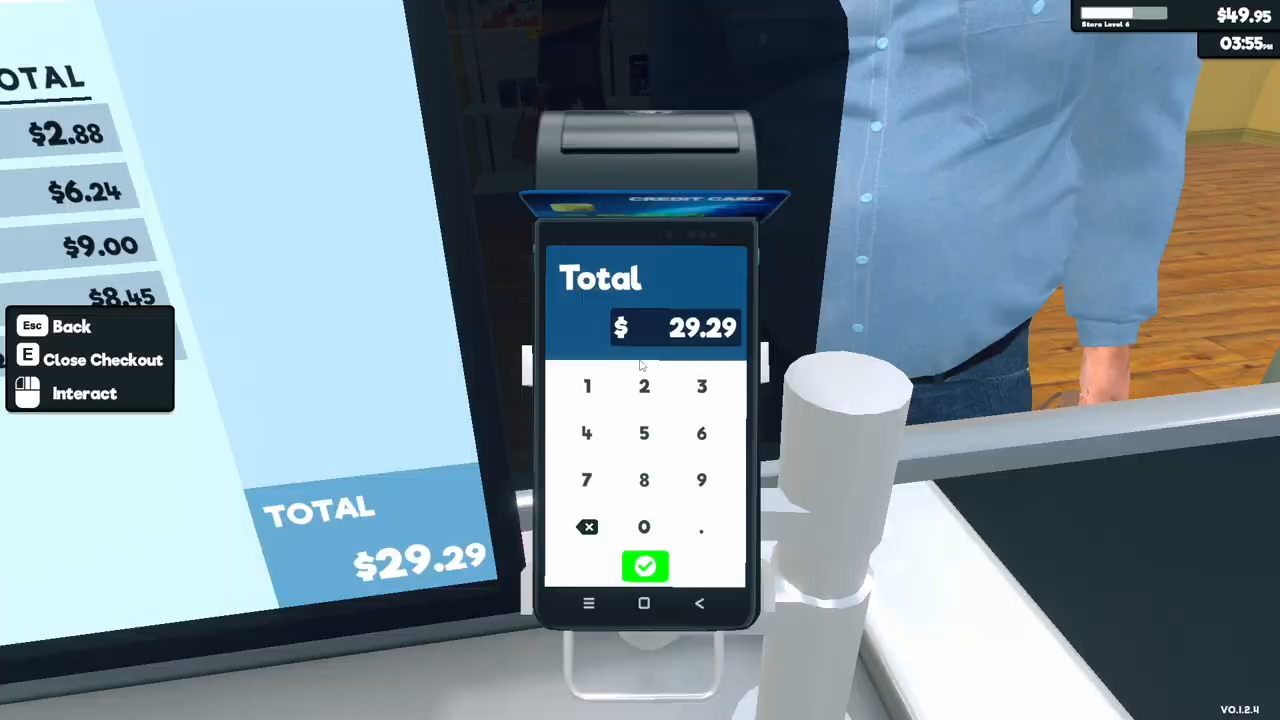 $49.95
Store Level 6
03:55PM
OTAL
$2.88
$6.24
$9.00
$8.45
Esc Back
E Close Checkout
Interact
CREDIT CARD
Total
$ 29.29
1 2 3
4 5 6
7 8 9
0 .
TOTAL
$29.29
V0.1.2.4